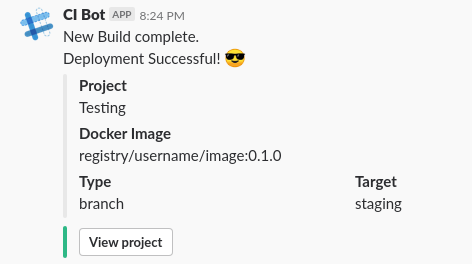 CI Bot APP 8:24 PM
New Build complete.
Deployment Successful! 😎
Project
Testing
Docker Image
registry/username/image:0.1.0
Type Target
branch staging
View project